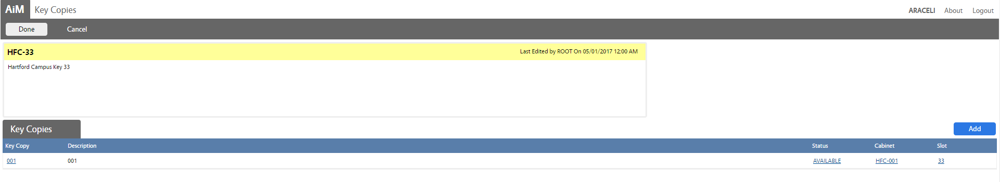 AiM Key Copies ARACELI About Logout
Done Cancel
HFC-33 Last Edited by ROOT On 05/01/2017 12:00 AM
Hartford Campus Key 33
Key Copies Add
Key Copy Description Status Cabinet Slot
001 001 AVAILABLE HFC-001 33